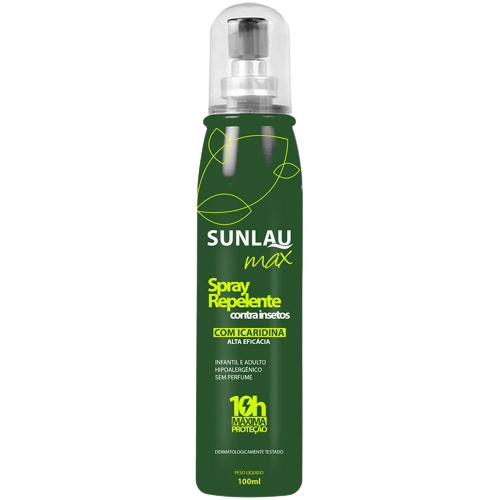 SUNLAU
max
Spray
Repelente
contra insetos
COM ICARIDINA
ALTA EFICÁCIA
INFANTIL E ADULTO
HIPOALERGÊNICO
SEM PERFUME
10h
MÁXIMA
PROTEÇÃO
DERMATOLOGICAMENTE TESTADO
PESO LÍQUIDO
100ml